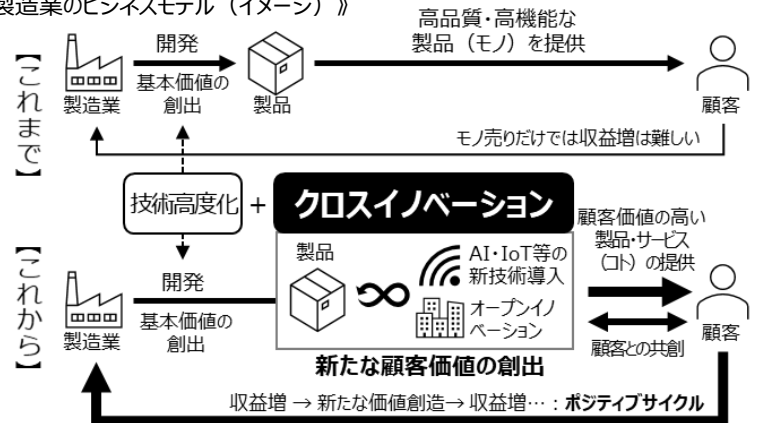 製造業のビジネスモデル（イメージ）》
【これまで】
製造業
開発
基本価値の
創出
製品
高品質・高機能な
製品（モノ）を提供
顧客
モノ売りだけでは収益増は難しい
技術高度化
+
クロスイノベーション
【これから】
製造業
開発
基本価値の
創出
製品
AI・IoT等の
新技術導入
オープンイノ
ベーション
新たな顧客価値の創出
顧客価値の高い
製品・サービス
（コト）の提供
顧客との共創
顧客
収益増 → 新たな価値創造→ 収益増…：ポジティブサイクル